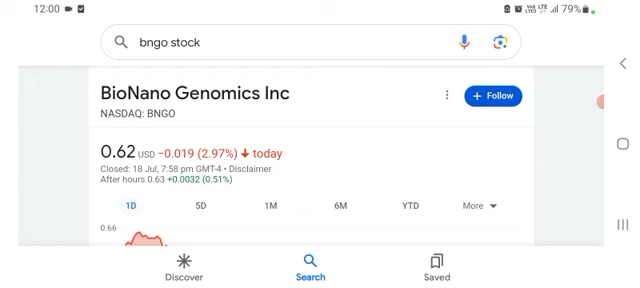 12:00
79%
bngo stock
BioNano Genomics Inc
+ Follow
NASDAQ: BNGO
0.62 USD −0.019 (2.97%) ↓ today
Closed: 18 Jul, 7:58 pm GMT-4 • Disclaimer
After hours 0.63 +0.0032 (0.51%)
1D 5D 1M 6M YTD More
0.66
Discover Search Saved